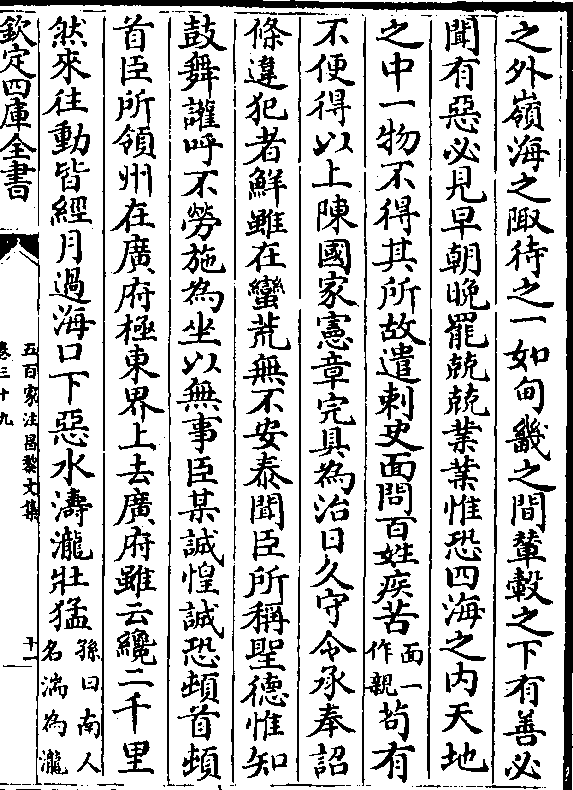 之外嶺海之陬待之一如甸畿之間輦轂之下有善必
聞有惡必見早朝晚罷兢兢業業惟恐四海之内天地
之中一物不得其所故遣刺史面問百姓疾苦面一作親苟有
不便得以上陳國家憲章完具為治日久守令承奉詔
條違犯者鮮雖在蠻荒無不安泰聞臣所稱聖德惟知
鼓舞讙呼不勞施為坐以無事臣某誠惶誠恐頓首頓
首臣所領州在廣府極東界上去廣府雖云纔二千里
然來往動皆經月過海口下惡水濤瀧壯猛孫曰南人名湍為瀧
欽定四庫全書
五百家注昌黎文集
卷三十九
十一